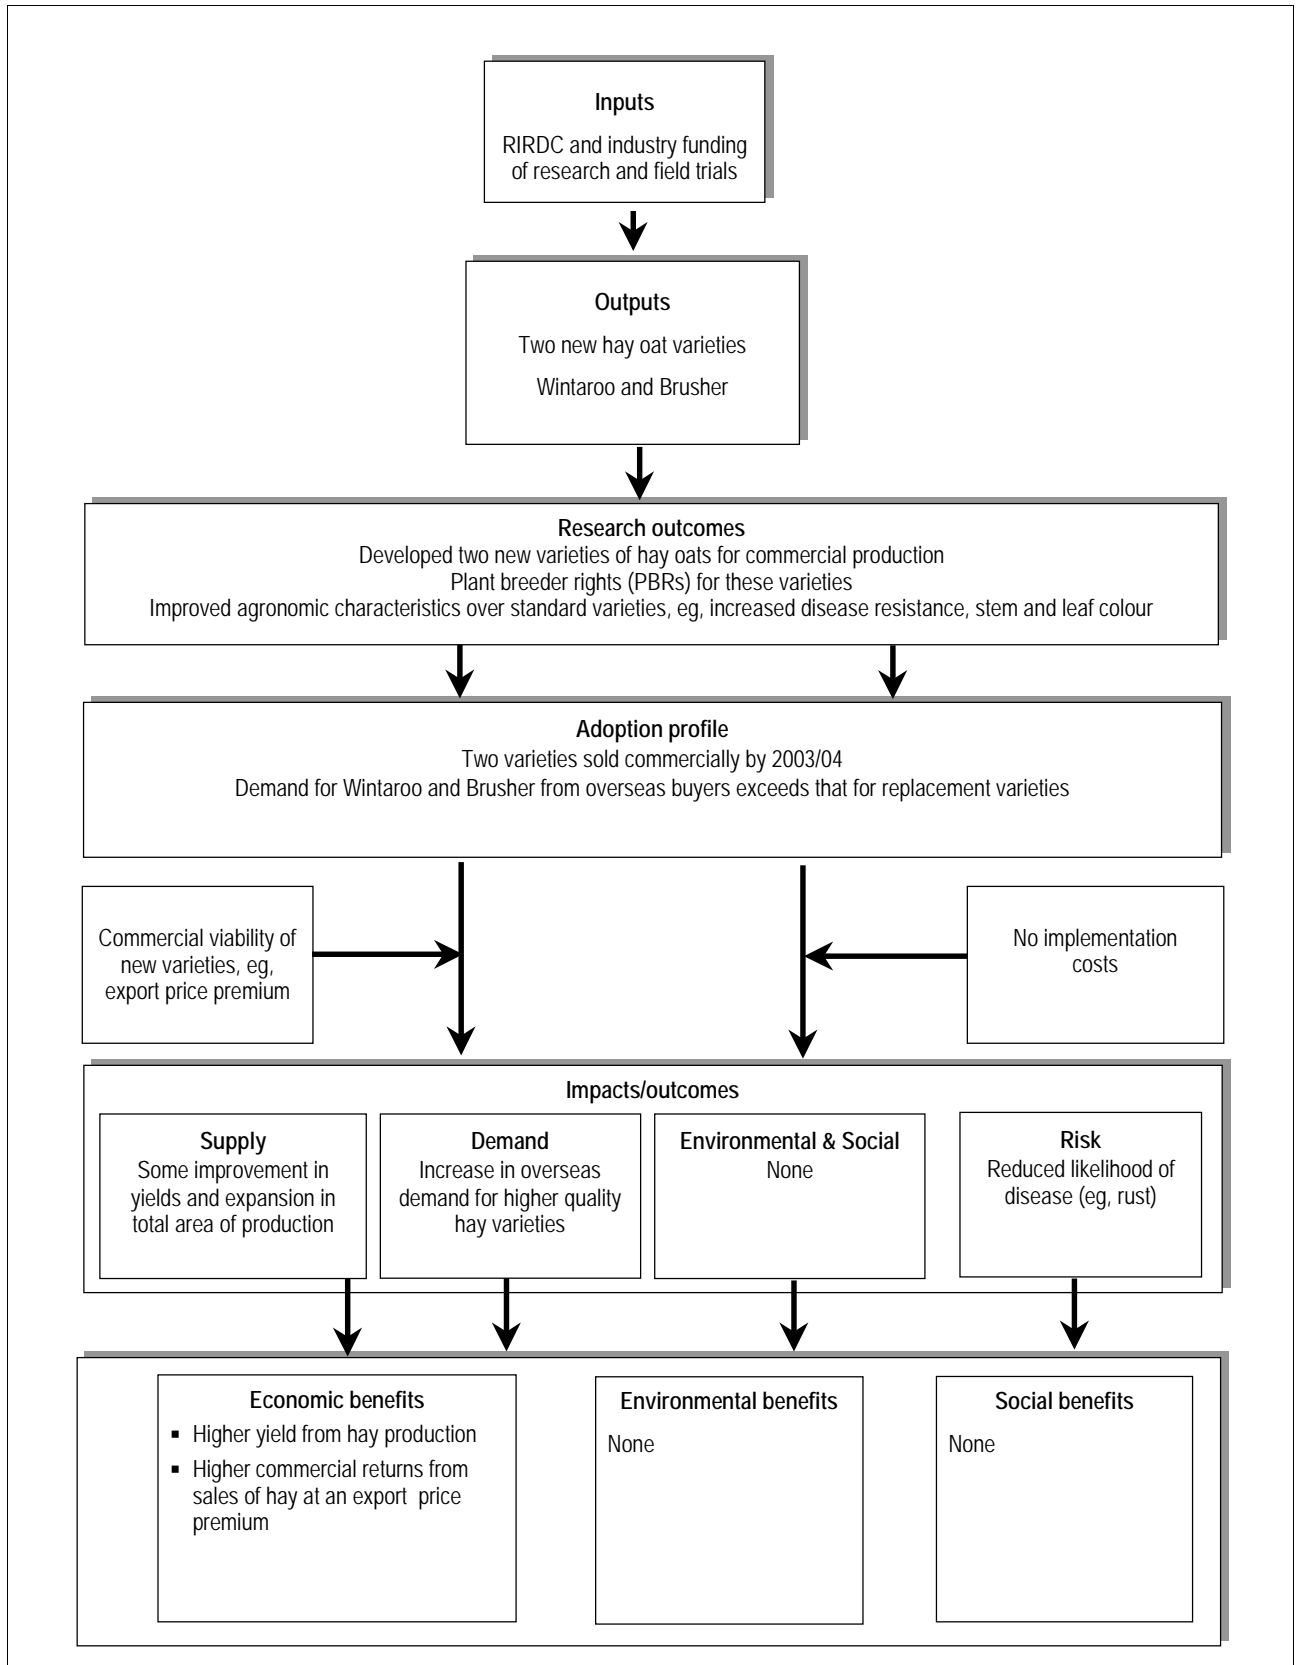 Inputs
RIRDC and industry funding
of research and field trials
Outputs
Two new hay oat varieties
Wintaroo and Brusher
Research outcomes
Developed two new varieties of hay oats for commercial production
Plant breeder rights (PBRs) for these varieties
Improved agronomic characteristics over standard varieties, eg, increased disease resistance, stem and leaf colour
Adoption profile
Two varieties sold commercially by 2003/04
Demand for Wintaroo and Brusher from overseas buyers exceeds that for replacement varieties
Commercial viability of
new varieties, eg,
export price premium
No implementation
costs
Impacts/outcomes
Supply
Some improvement in
yields and expansion in
total area of production
Demand
Increase in overseas
demand for higher quality
hay varieties
Environmental & Social
None
Risk
Reduced likelihood of
disease (eg, rust)
Economic benefits
▪ Higher yield from hay production
▪ Higher commercial returns from
sales of hay at an export price
premium
Environmental benefits
None
Social benefits
None